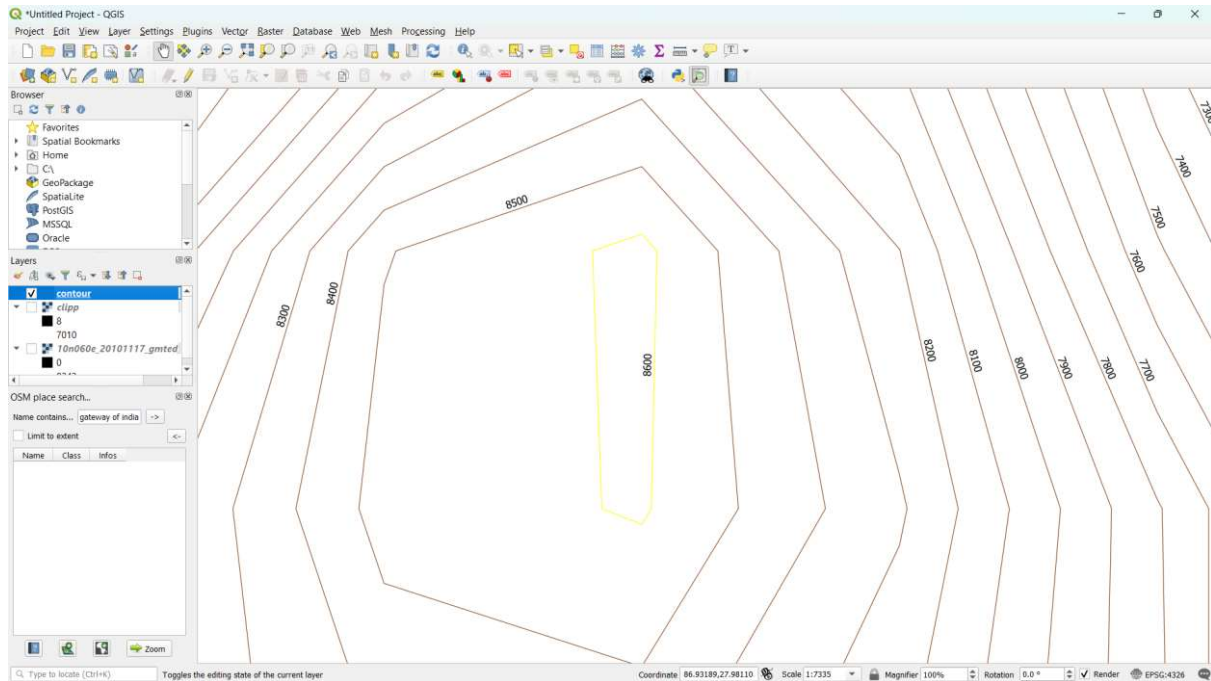 *Untitled Project - QGIS
Project Edit View Layer Settings Plugins Vector Raster Database Web Mesh Processing Help
Browser
Favorites
Spatial Bookmarks
Home
C:\
GeoPackage
SpatiaLite
PostGIS
MSSQL
Oracle
Layers
contour
clipp
8
7010
10n060e_20101117_gmted
0
OSM place search...
Name contains... gateway of india ->
Limit to extent <-
Name Class Infos
Zoom
8500
8400
8300
8600
8200
8100
8000
7900
7800
7700
7600
7500
7400
7300
Type to locate (Ctrl+K) Toggles the editing state of the current layer Coordinate 86.93189,27.98110 Scale 1:7335 Magnifier 100% Rotation 0.0 ° Render EPSG:4326